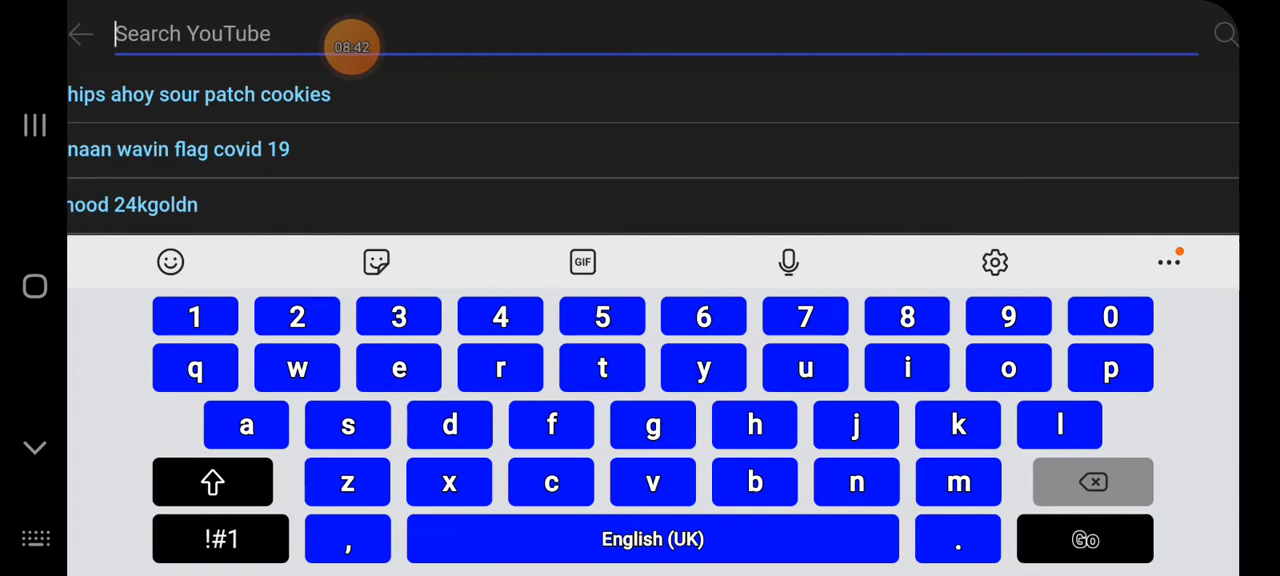 Search YouTube
08:42
hips ahoy sour patch cookies
naan wavin flag covid 19
mood 24kgoldn
GIF
1 2 3 4 5 6 7 8 9 0
q w e r t y u i o p
a s d f g h j k l
z x c v b n m
!#1 , English (UK) . Go